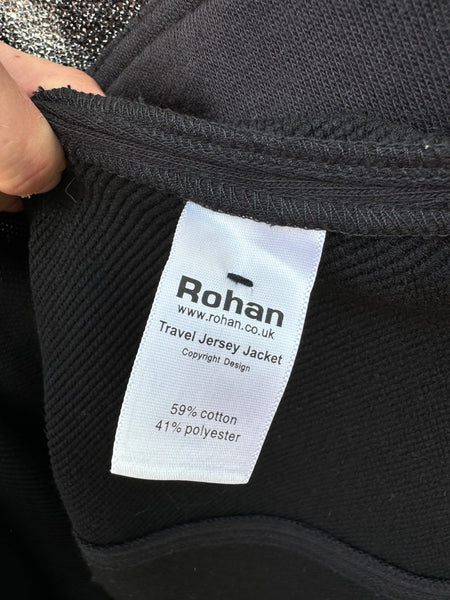 Rohan
www.rohan.co.uk
Travel Jersey Jacket
Copyright Design
59% cotton
41% polyester